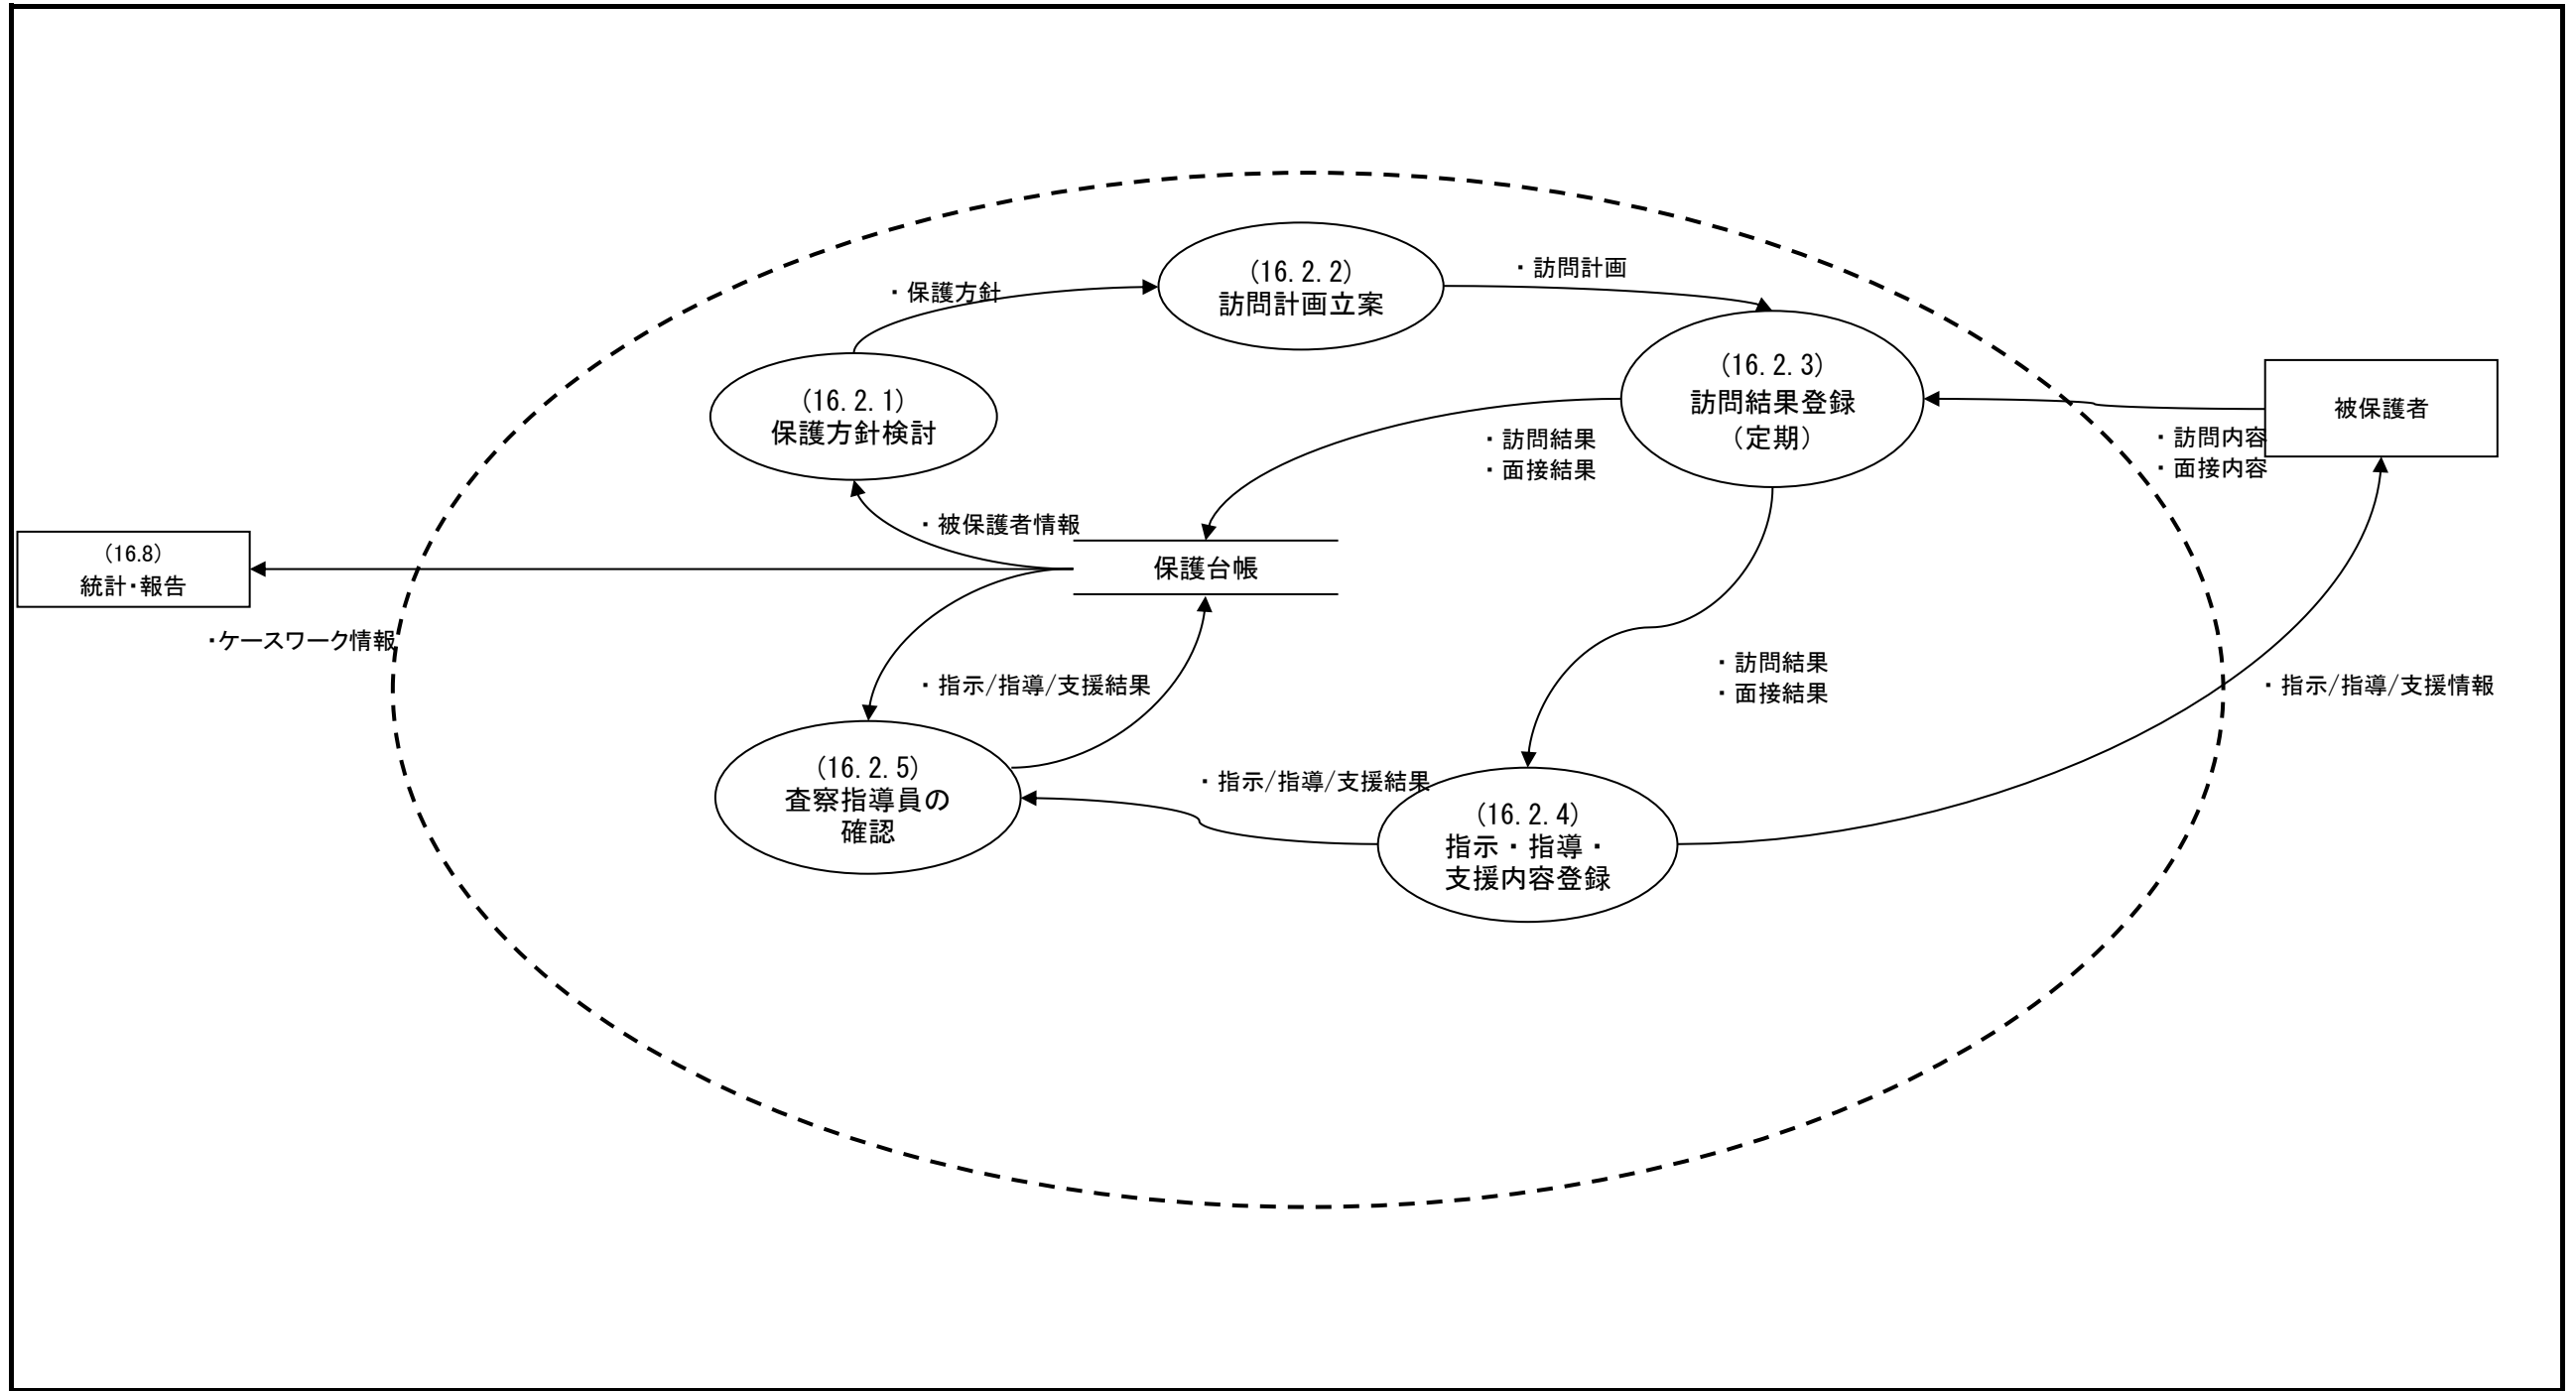 (16.2.2)
訪問計画立案
・訪問計画
・保護方針
(16.2.3)
訪問結果登録
（定期）
(16.2.1)
保護方針検討
被保護者
・訪問結果
・面接結果
・訪問内容
・面接内容
・被保護者情報
(16.8)
統計・報告
保護台帳
・ケースワーク情報
・訪問結果
・面接結果
・指示/指導/支援結果
・指示/指導/支援情報
(16.2.5)
査察指導員の
確認
・指示/指導/支援結果
(16.2.4)
指示・指導・
支援内容登録